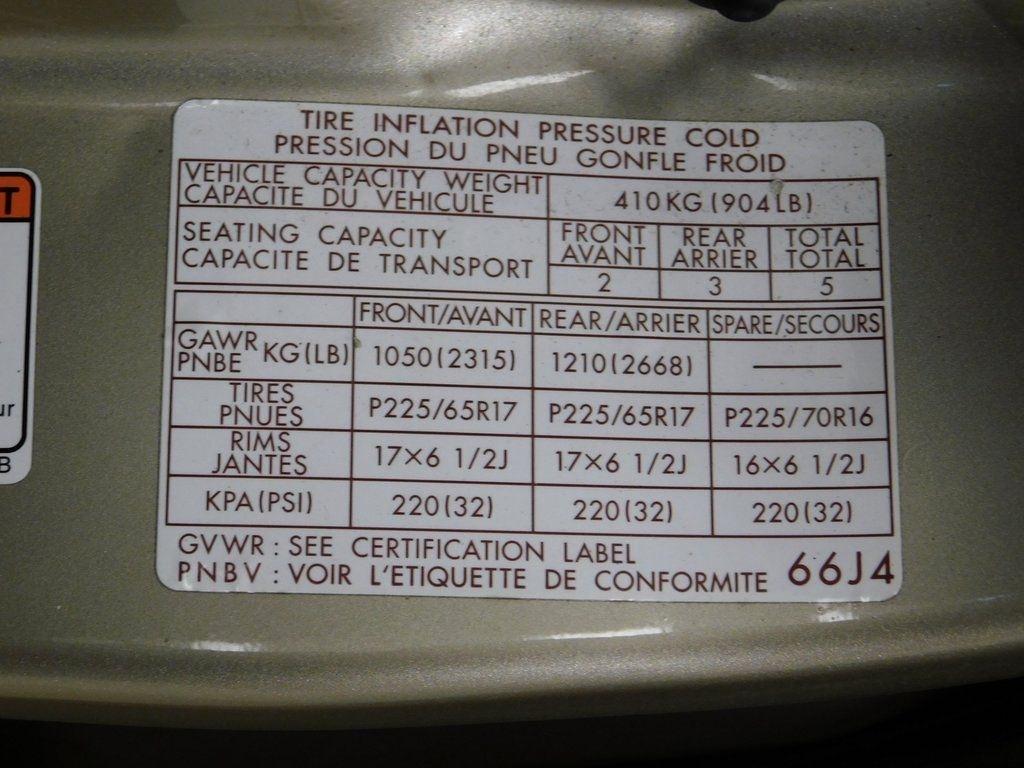 TIRE INFLATION PRESSURE COLD
PRESSION DU PNEU GONFLE FROID
VEHICLE CAPACITY WEIGHT
CAPACITE DU VEHICULE
410KG (904LB)
SEATING CAPACITY
CAPACITE DE TRANSPORT
FRONT REAR TOTAL
AVANT ARRIER TOTAL
2 3 5
FRONT/AVANT REAR/ARRIER SPARE/SECOURS
GAWR
PNBE KG(LB) 1050(2315) 1210(2668) ——
TIRES
PNUES P225/65R17 P225/65R17 P225/70R16
RIMS
JANTES 17×6 1/2J 17×6 1/2J 16×6 1/2J
KPA(PSI) 220(32) 220(32) 220(32)
GVWR : SEE CERTIFICATION LABEL
PNBV : VOIR L'ETIQUETTE DE CONFORMITE 66J4
T
ur
B